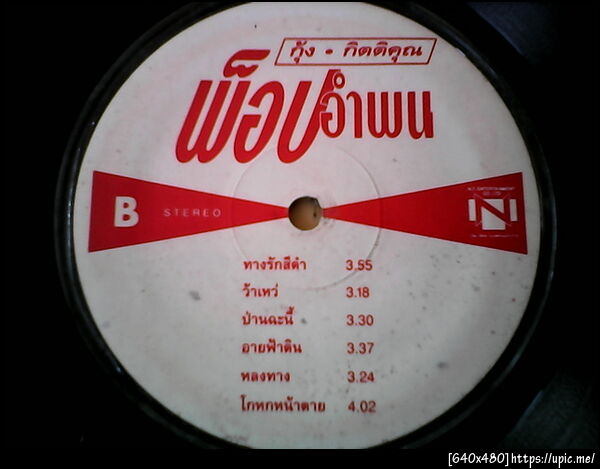 กุ้ง • กิตติคุณ
พ็อปอำพน
B STEREO
N
ทางรักสีดำ 3.55
ว้าเหว่ 3.18
ป่านฉะนี้ 3.30
อายฟ้าดิน 3.37
หลงทาง 3.24
โกหกหน้าตาย 4.02
[640x480]https://upic.me/